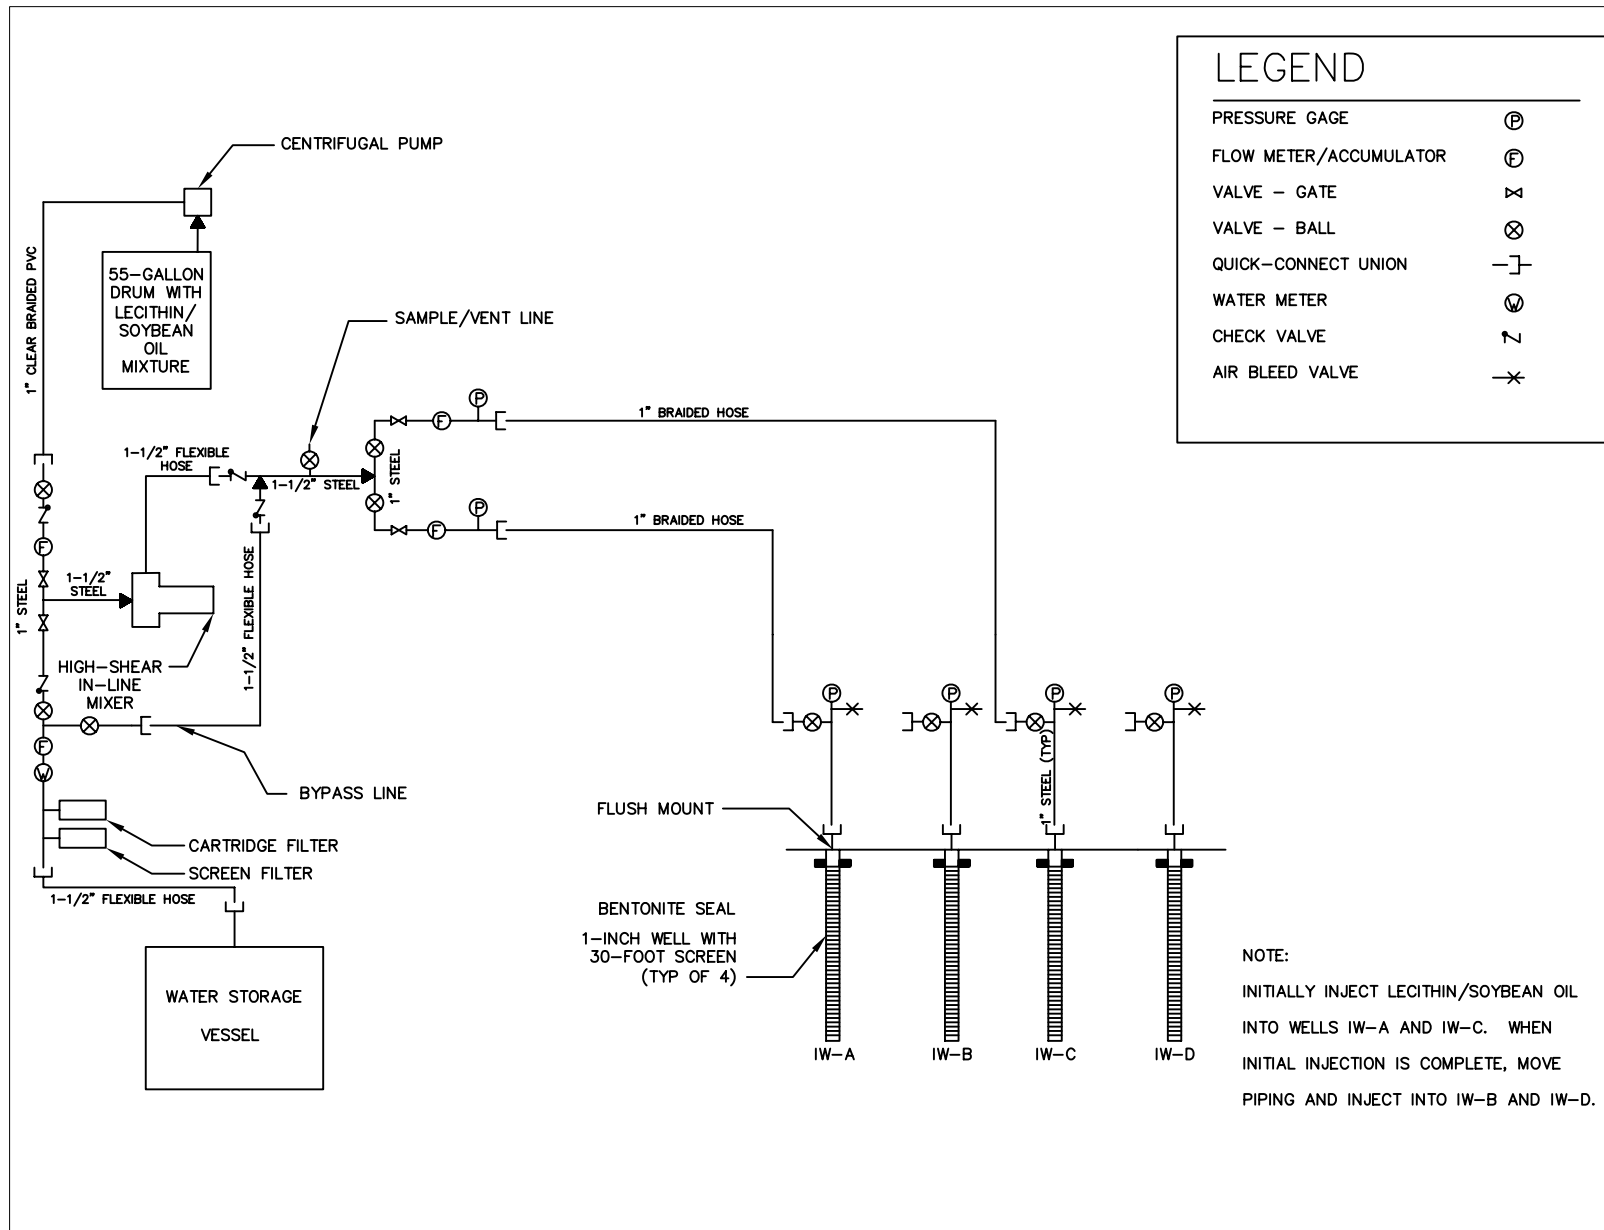 LEGEND
PRESSURE GAGE
P
FLOW METER/ACCUMULATOR
F
VALVE - GATE
VALVE - BALL
QUICK-CONNECT UNION
WATER METER
W
CHECK VALVE
AIR BLEED VALVE
CENTRIFUGAL PUMP
1" CLEAR BRAIDED PVC
55-GALLON
DRUM WITH
LECITHIN/
SOYBEAN
OIL
MIXTURE
SAMPLE/VENT LINE
P
F
1" BRAIDED HOSE
1-1/2" FLEXIBLE
HOSE
1-1/2" STEEL
1" STEEL
P
F
1" BRAIDED HOSE
F
1-1/2"
STEEL
1" STEEL
1-1/2" FLEXIBLE HOSE
HIGH-SHEAR
IN-LINE
MIXER
F
W
BYPASS LINE
CARTRIDGE FILTER
SCREEN FILTER
1-1/2" FLEXIBLE HOSE
WATER STORAGE
VESSEL
P
P
P
P
1" STEEL (TYP)
FLUSH MOUNT
BENTONITE SEAL
1-INCH WELL WITH
30-FOOT SCREEN
(TYP OF 4)
IW-A
IW-B
IW-C
IW-D
NOTE:
INITIALLY INJECT LECITHIN/SOYBEAN OIL
INTO WELLS IW-A AND IW-C. WHEN
INITIAL INJECTION IS COMPLETE, MOVE
PIPING AND INJECT INTO IW-B AND IW-D.